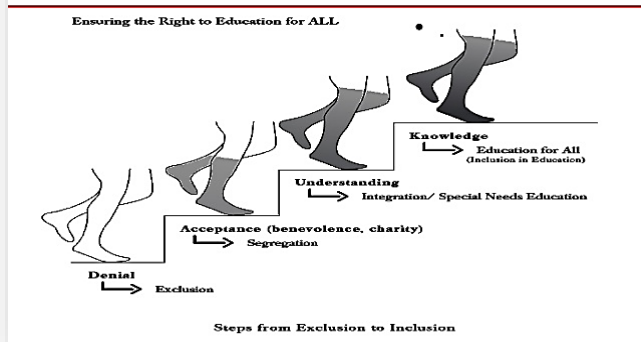 Ensuring the Right to Education for ALL
Knowledge
Education for All
(Inclusion in Education)
Understanding
Integration/ Special Needs Education
Acceptance (benevolence, charity)
Segregation
Denial
Exclusion
Steps from Exclusion to Inclusion